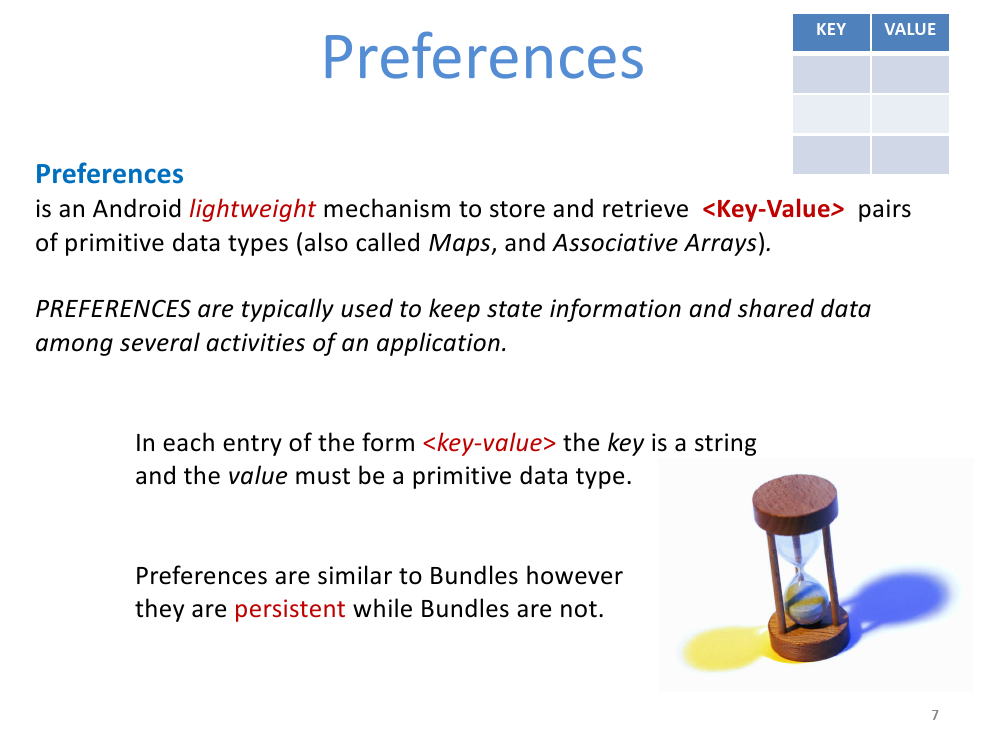 Preferences
KEY VALUE
Preferences
is an Android lightweight mechanism to store and retrieve <Key-Value> pairs
of primitive data types (also called Maps, and Associative Arrays).
PREFERENCES are typically used to keep state information and shared data
among several activities of an application.
In each entry of the form <key-value> the key is a string
and the value must be a primitive data type.
Preferences are similar to Bundles however
they are persistent while Bundles are not.
7